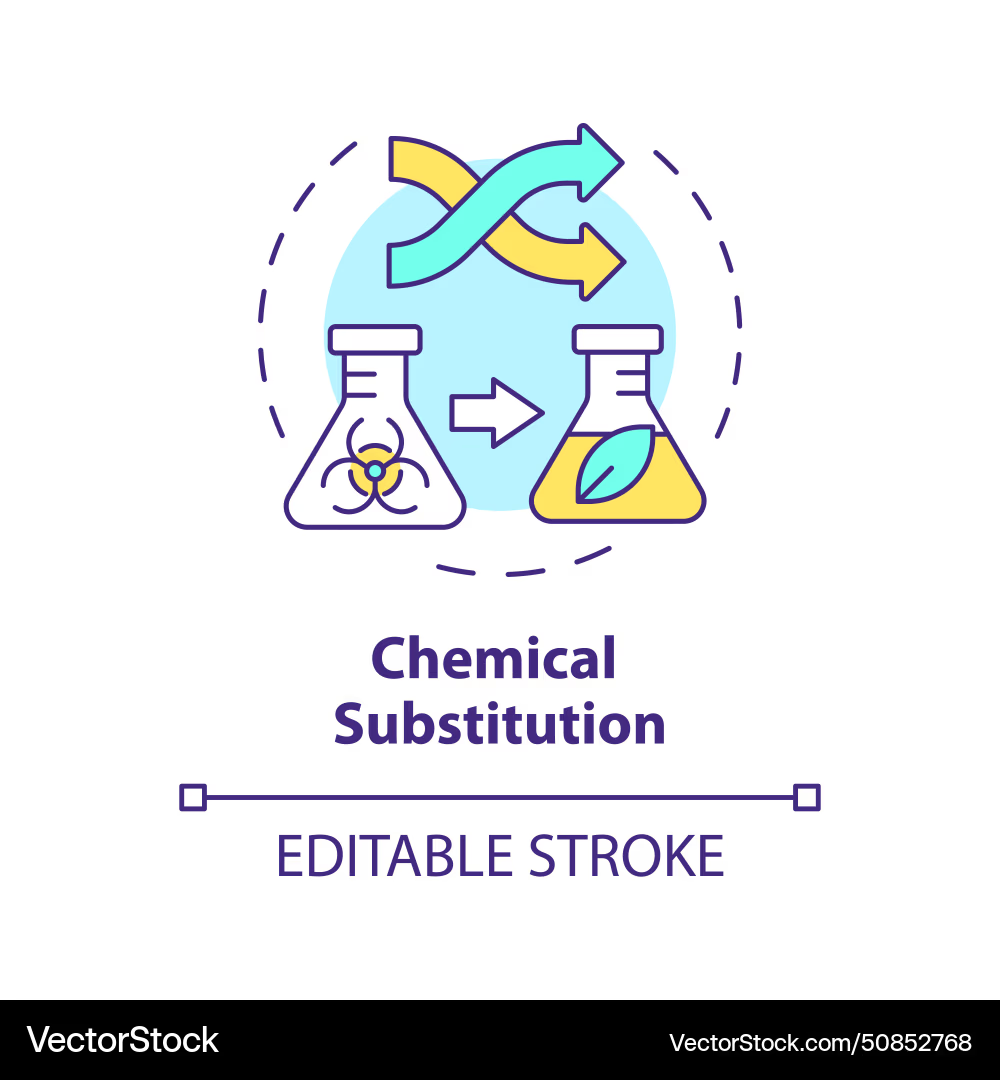 Chemical
Substitution
EDITABLE STROKE
VectorStock
VectorStock.com/50852768